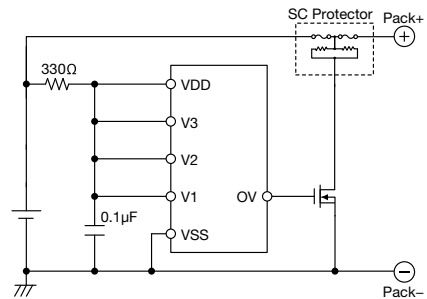 SC Protector
Pack+
330Ω
VDD
V3
V2
V1
OV
0.1µF
VSS
Pack−